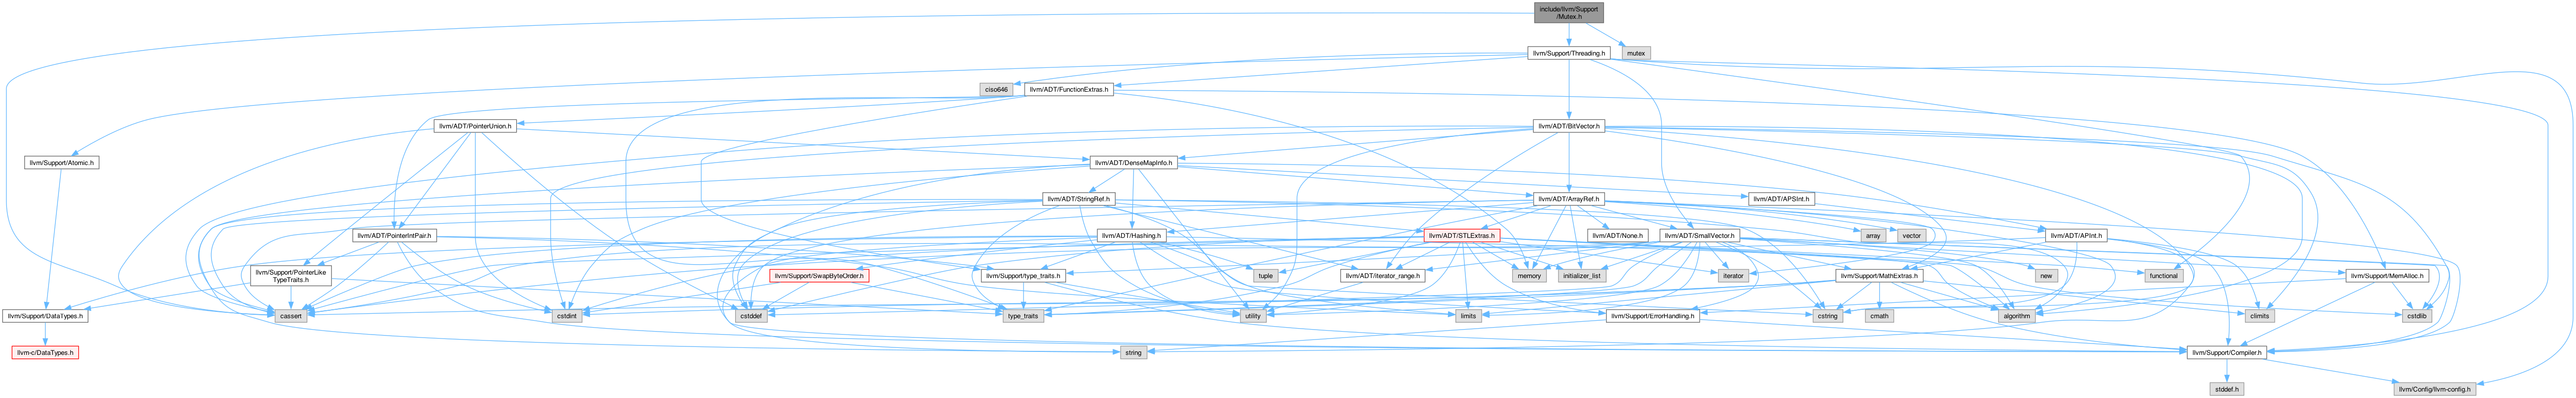 include/llvm/Support
/Mutex.h
llvm/Support/Threading.h
mutex
ciso646
llvm/ADT/FunctionExtras.h
llvm/ADT/PointerUnion.h
llvm/ADT/BitVector.h
llvm/Support/Atomic.h
llvm/ADT/DenseMapInfo.h
llvm/ADT/StringRef.h
llvm/ADT/ArrayRef.h
llvm/ADT/APSInt.h
llvm/ADT/PointerIntPair.h
llvm/ADT/Hashing.h
llvm/ADT/STLExtras.h
llvm/ADT/None.h
llvm/ADT/SmallVector.h
array
vector
llvm/ADT/APInt.h
llvm/Support/PointerLike
TypeTraits.h
llvm/Support/SwapByteOrder.h
llvm/Support/type_traits.h
tuple
llvm/ADT/iterator_range.h
memory
initializer_list
iterator
llvm/Support/MathExtras.h
new
functional
llvm/Support/MemAlloc.h
llvm/Support/DataTypes.h
cassert
cstdint
cstddef
type_traits
utility
limits
llvm/Support/ErrorHandling.h
cstring
cmath
algorithm
climits
cstdlib
llvm-c/DataTypes.h
string
llvm/Support/Compiler.h
stddef.h
llvm/Config/llvm-config.h